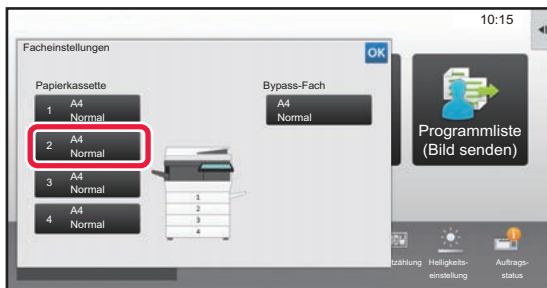 10:15
Facheinstellungen
OK
Papierkassette
Bypass-Fach
1 A4
Normal
A4
Normal
2 A4
Normal
3 A4
Normal
4 A4
Normal
1
2
3
4
Programmliste
(Bild senden)
Helligkeits-
einstellung
Auftrags-
status